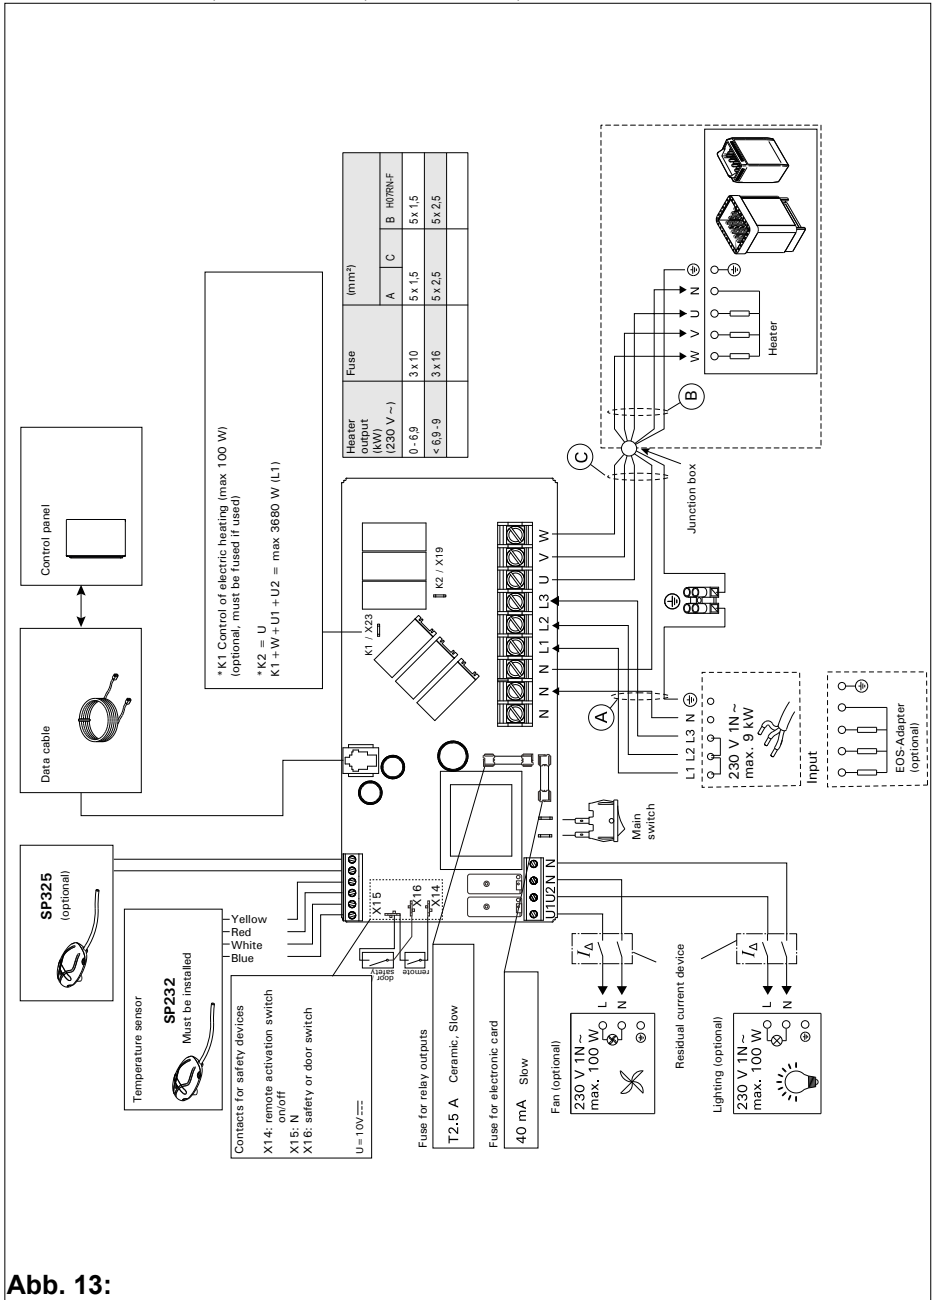 Control panel
Data cable
SP325
(optional)
Temperature sensor
SP232
Must be installed
Yellow
Red
White
Blue
*K1 Control of electric heating (max 100 W)
(optional, must be fused if used)
*K2 = U
K1+W+U1+U2 = max 3680 W (L1)
Heater
output
(kW)
(230 V~)
Fuse
(mm²)
A
C
B H07RN-F
0 - 6,9
3 x 10
5 x 1,5
5 x 1,5
< 6,9 - 9
3 x 16
5 x 2,5
5 x 2,5
Contacts for safety devices
X14: remote activation switch
on/off
X15: N
X16: safety or door switch
U=10V
X15
X16
X14
door /
safety
remote
K1 / X23
K2 / X19
Fuse for relay outputs
T2.5 A Ceramic, Slow
Fuse for electronic card
40 mA Slow
U1 U2 N N
Main
switch
N N N L1 L2 L3 U V W
A
C
B
Junction box
W V U N
Heater
L1 L2 L3 N
230 V 1N~
max. 9 kW
Input
EOS-Adapter
(optional)
IΔ
IΔ
Residual current device
L
N
L
N
Fan (optional)
230 V 1N~
max. 100 W
Lighting (optional)
230 V 1N~
max. 100 W
Abb. 13: